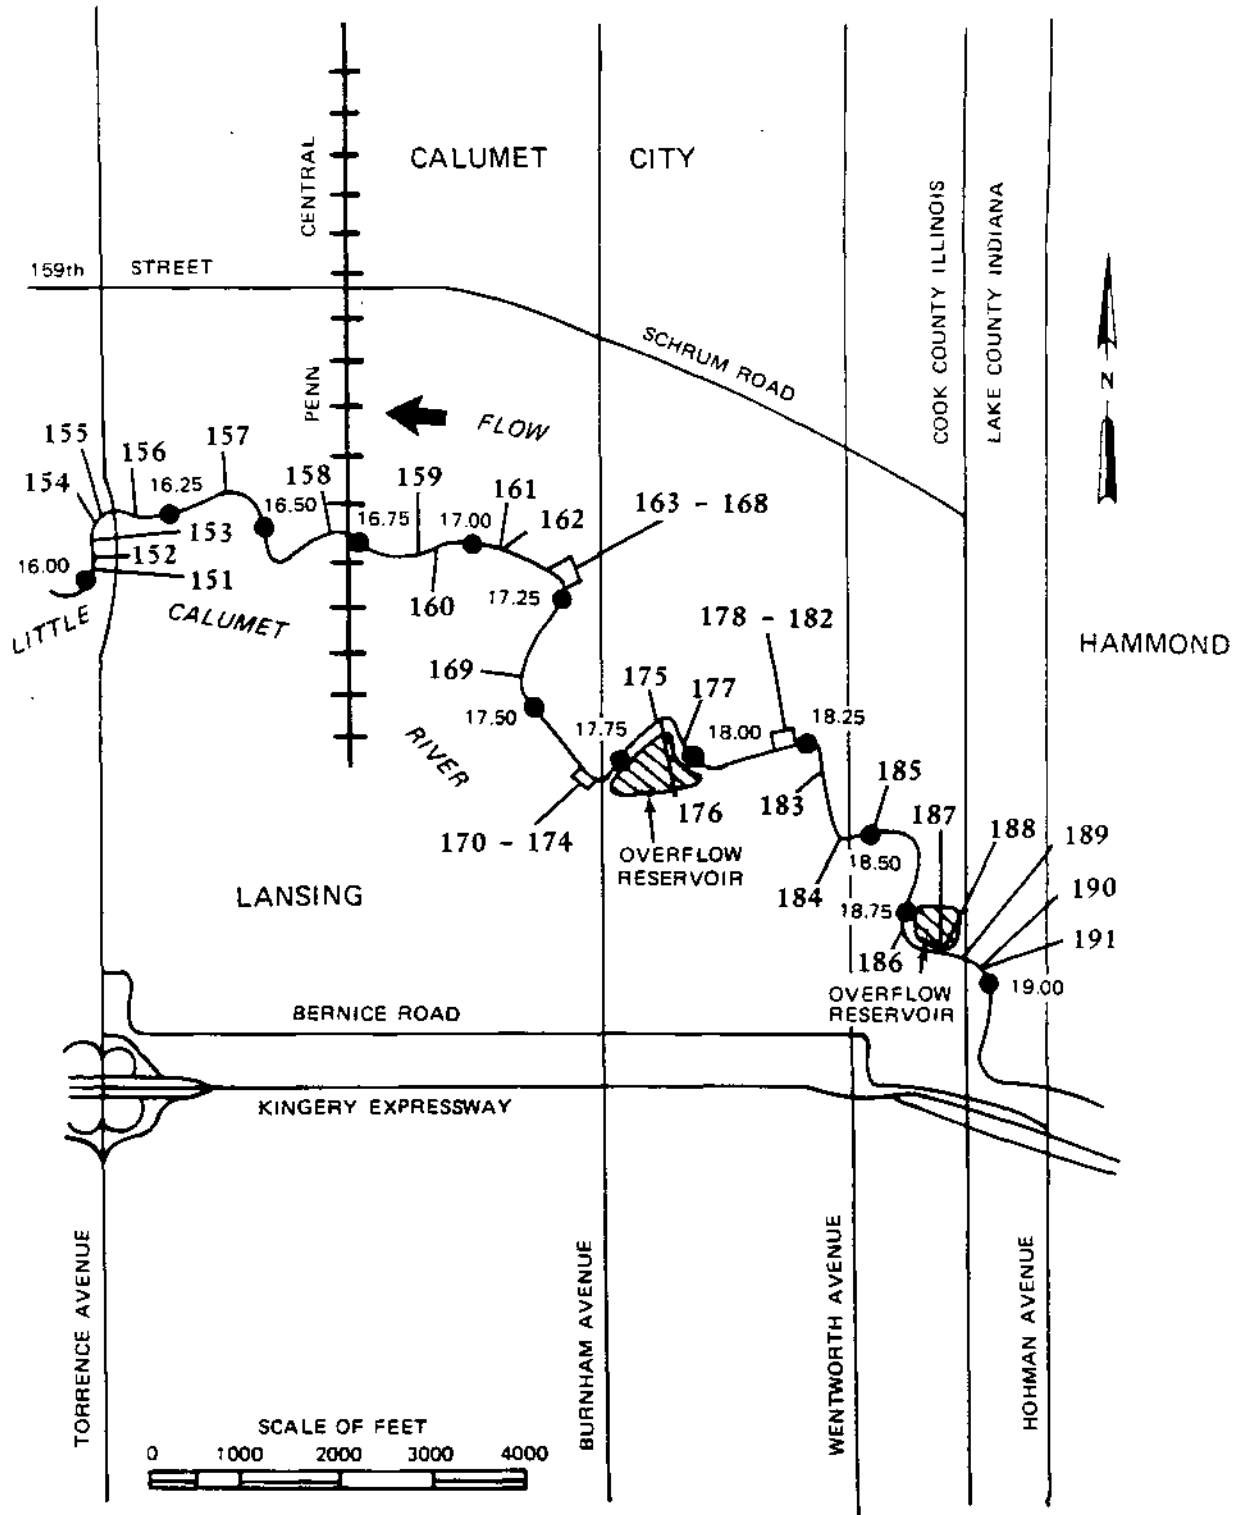 CENTRAL
CALUMET CITY
COOK COUNTY ILLINOIS
LAKE COUNTY INDIANA
159th STREET
SCHRUM ROAD
PENN
N
FLOW
155
156
157
154
16.25
158
16.50
159
16.75
17.00
161
162
163 - 168
153
152
16.00
151
160
17.25
LITTLE
CALUMET
178 - 182
HAMMOND
169
175
177
17.50
17.75
18.00
18.25
RIVER
183
185
176
187
188
189
170 - 174
OVERFLOW
RESERVOIR
18.50
184
190
LANSING
18.75
191
186
19.00
OVERFLOW
RESERVOIR
BERNICE ROAD
KINGERY EXPRESSWAY
TORRENCE AVENUE
BURNHAM AVENUE
WENTWORTH AVENUE
HOHMAN AVENUE
SCALE OF FEET
0 1000 2000 3000 4000